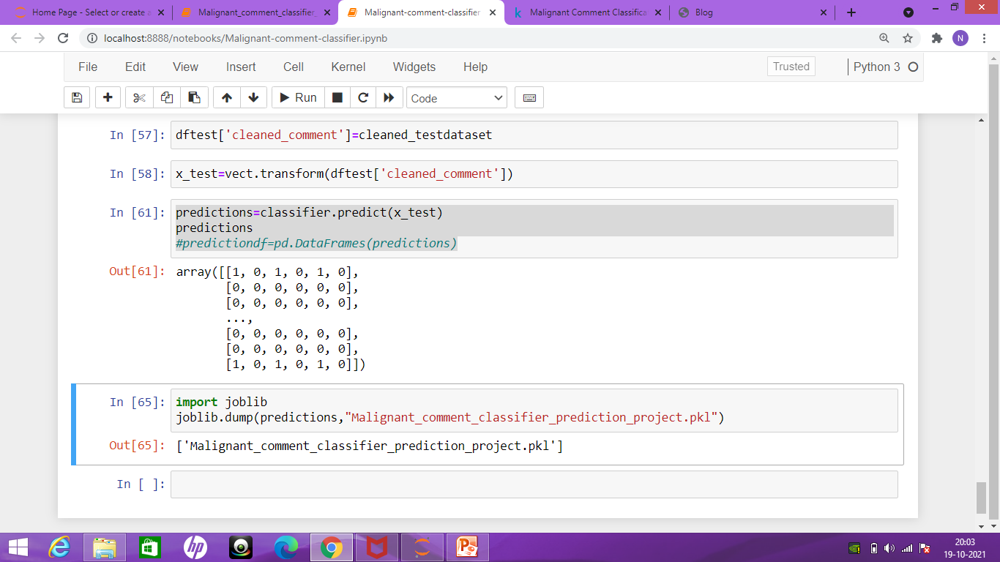 Home Page - Select or create a
Malignant_comment_classifier_
Malignant-comment-classifier
Malignant Comment Classifica
Blog
localhost:8888/notebooks/Malignant-comment-classifier.ipynb
N
File Edit View Insert Cell Kernel Widgets Help
Trusted
Python 3
Run
Code
In [57]: dftest['cleaned_comment']=cleaned_testdataset
In [58]: x_test=vect.transform(dftest['cleaned_comment'])
In [61]: predictions=classifier.predict(x_test)
predictions
#predictiondf=pd.DataFrames(predictions)
Out[61]: array([[1, 0, 1, 0, 1, 0],
[0, 0, 0, 0, 0, 0],
[0, 0, 0, 0, 0, 0],
...,
[0, 0, 0, 0, 0, 0],
[0, 0, 0, 0, 0, 0],
[1, 0, 1, 0, 1, 0]])
In [65]: import joblib
joblib.dump(predictions,"Malignant_comment_classifier_prediction_project.pkl")
Out[65]: ['Malignant_comment_classifier_prediction_project.pkl']
In [ ]:
20:03
19-10-2021